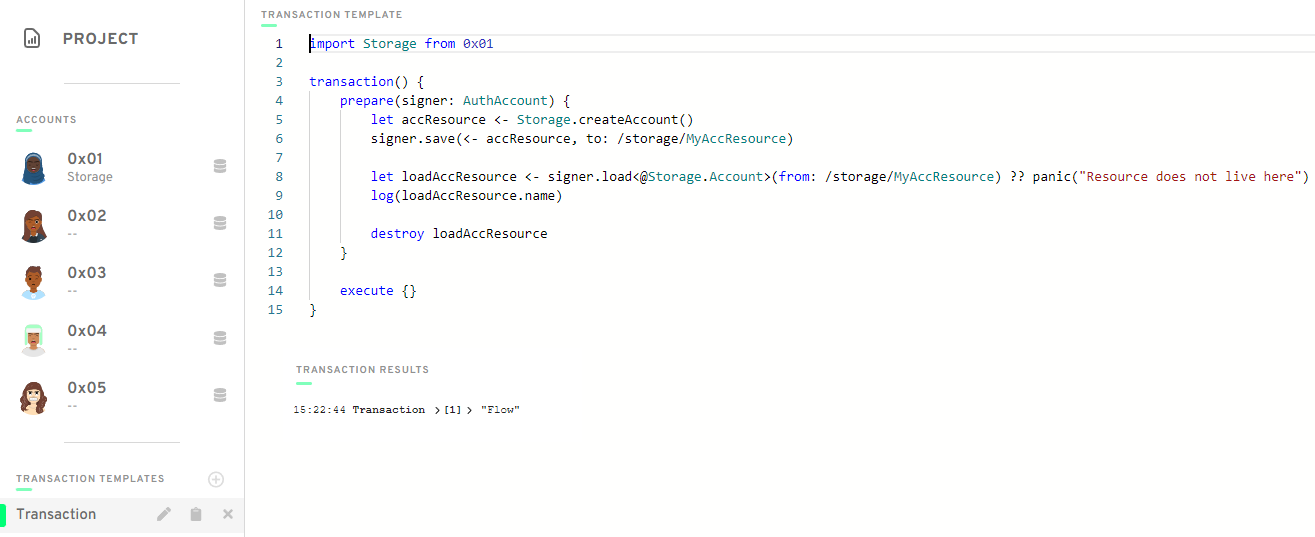 PROJECT
ACCOUNTS
0x01
Storage
0x02
--
0x03
--
0x04
--
0x05
--
TRANSACTION TEMPLATES
Transaction
TRANSACTION TEMPLATE
1 import Storage from 0x01
2
3 transaction() {
4 prepare(signer: AuthAccount) {
5 let accResource <- Storage.createAccount()
6 signer.save(<- accResource, to: /storage/MyAccResource)
7
8 let loadAccResource <- signer.load<@Storage.Account>(from: /storage/MyAccResource) ?? panic("Resource does not live here")
9 log(loadAccResource.name)
10
11 destroy loadAccResource
12 }
13
14 execute {}
15 }
TRANSACTION RESULTS
15:22:44 Transaction > [1] > "Flow"